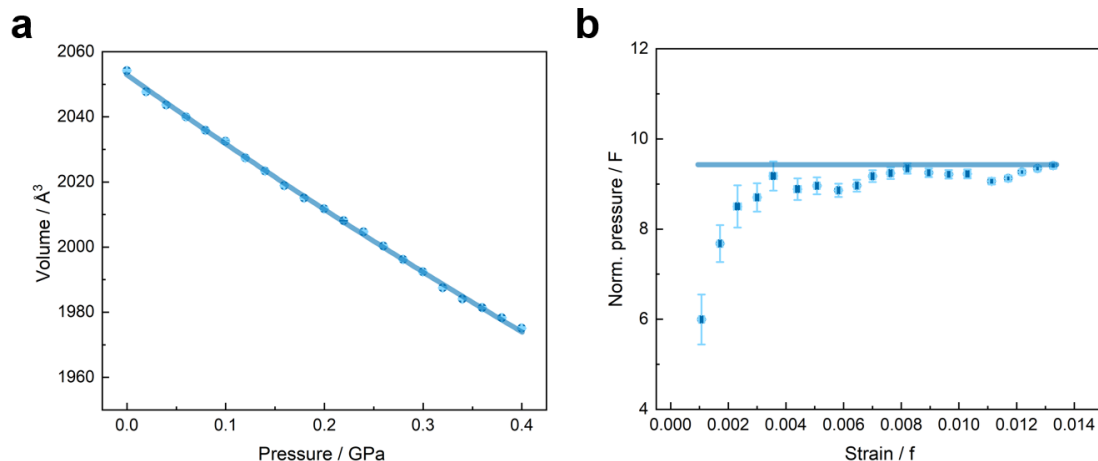 a
2060
2040
2020
2000
1980
1960
Volume / Å³
0.0 0.1 0.2 0.3 0.4
Pressure / GPa
b
12
10
8
6
4
Norm. pressure / F
0.000 0.002 0.004 0.006 0.008 0.010 0.012 0.014
Strain / f